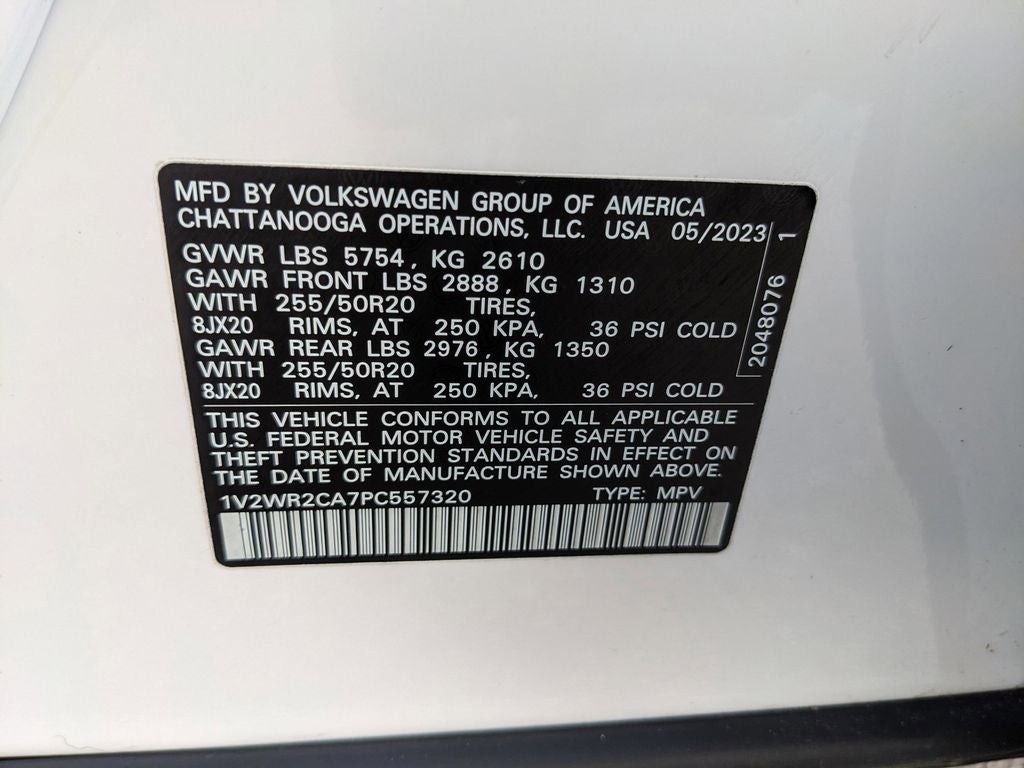 MFD BY VOLKSWAGEN GROUP OF AMERICA
CHATTANOOGA OPERATIONS, LLC. USA 05/2023
GVWR LBS 5754, KG 2610
GAWR FRONT LBS 2888, KG 1310
WITH 255/50R20 TIRES,
8JX20 RIMS, AT 250 KPA, 36 PSI COLD
GAWR REAR LBS 2976, KG 1350
WITH 255/50R20 TIRES,
8JX20 RIMS, AT 250 KPA, 36 PSI COLD
2048076 1
THIS VEHICLE CONFORMS TO ALL APPLICABLE
U.S. FEDERAL MOTOR VEHICLE SAFETY AND
THEFT PREVENTION STANDARDS IN EFFECT ON
THE DATE OF MANUFACTURE SHOWN ABOVE.
1V2WR2CA7PC557320 TYPE: MPV